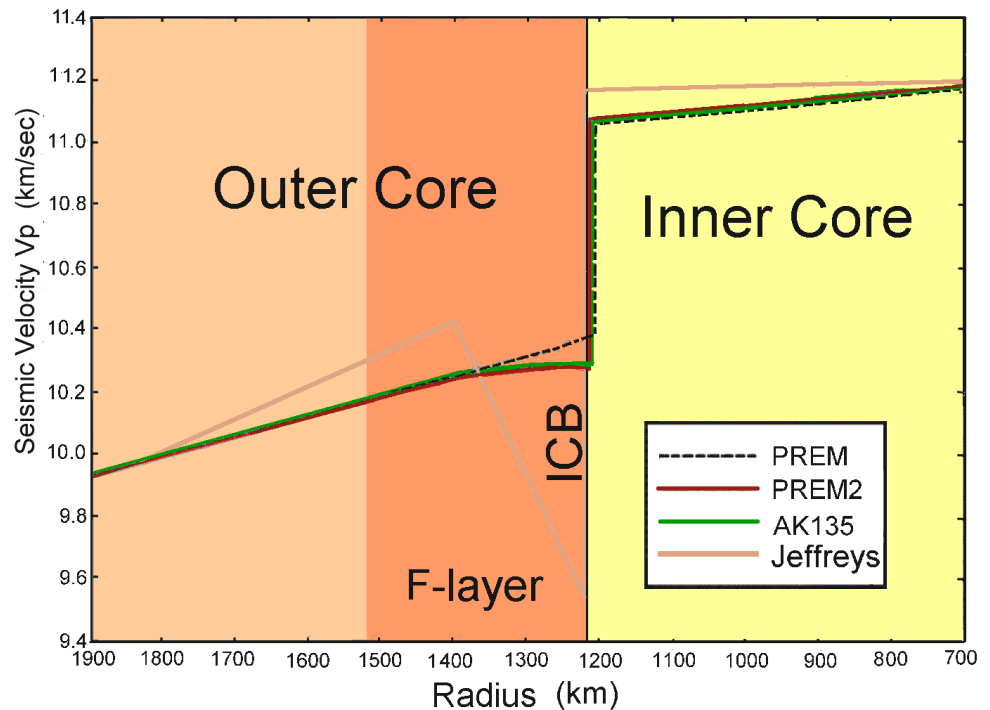 11.4
11.2
11.0
10.8
10.6
10.4
10.2
10.0
9.8
9.6
9.4
Seismic Velocity Vp (km/sec)
Outer Core
Inner Core
ICB
F-layer
PREM
PREM2
AK135
Jeffreys
1900 1800 1700 1600 1500 1400 1300 1200 1100 1000 900 800 700
Radius (km)